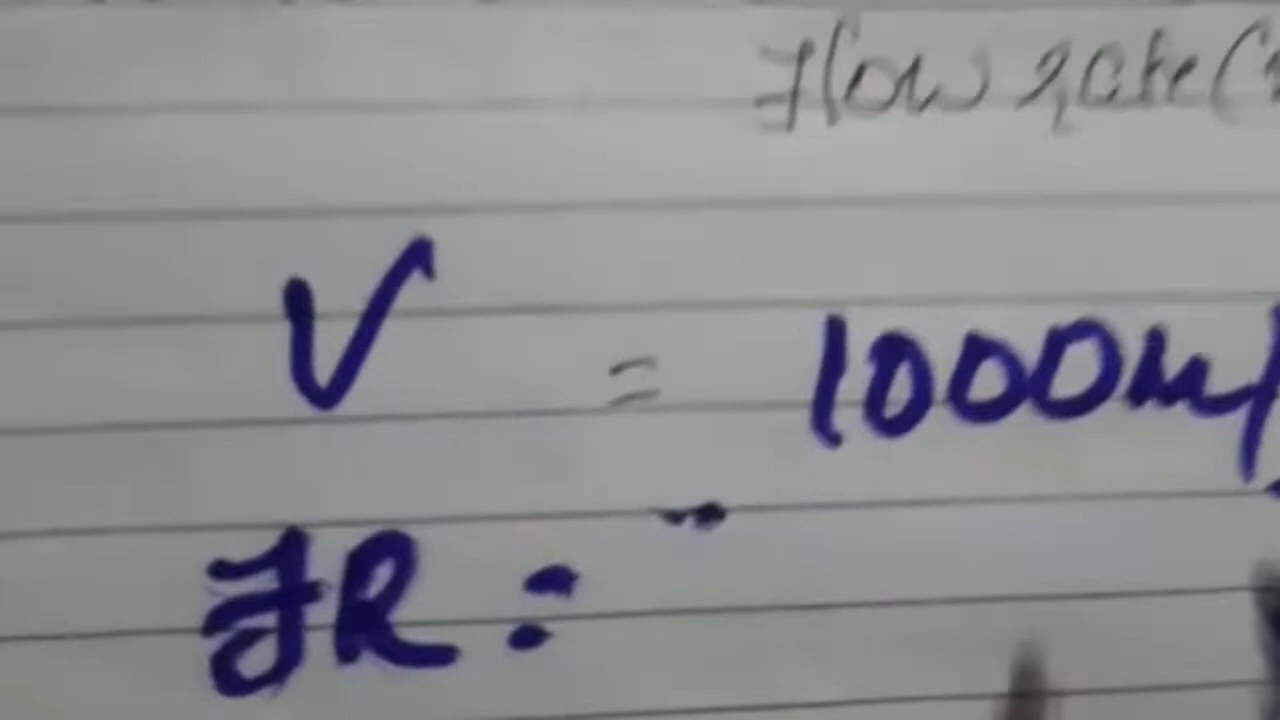 Flow rate (
V = 1000ml
FR =